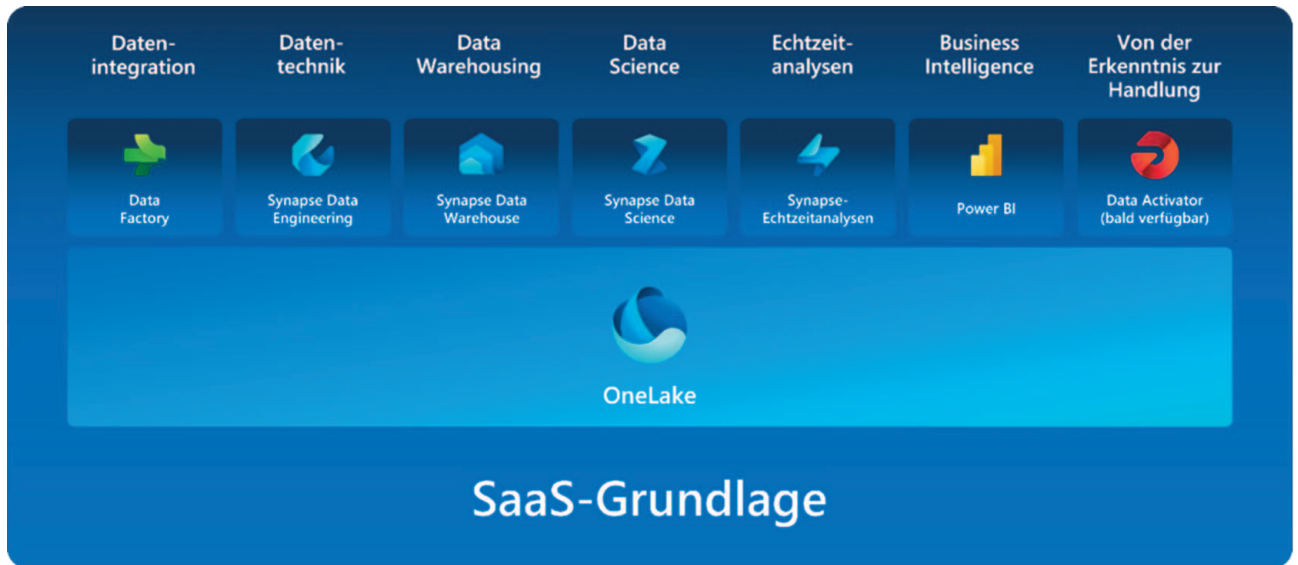 Daten-
integration
Daten-
technik
Data
Warehousing
Data
Science
Echtzeit-
analysen
Business
Intelligence
Von der
Erkenntnis zur
Handlung
Data
Factory
Synapse Data
Engineering
Synapse Data
Warehouse
Synapse Data
Science
Synapse-
Echtzeitanalysen
Power BI
Data Activator
(bald verfügbar)
OneLake
SaaS-Grundlage